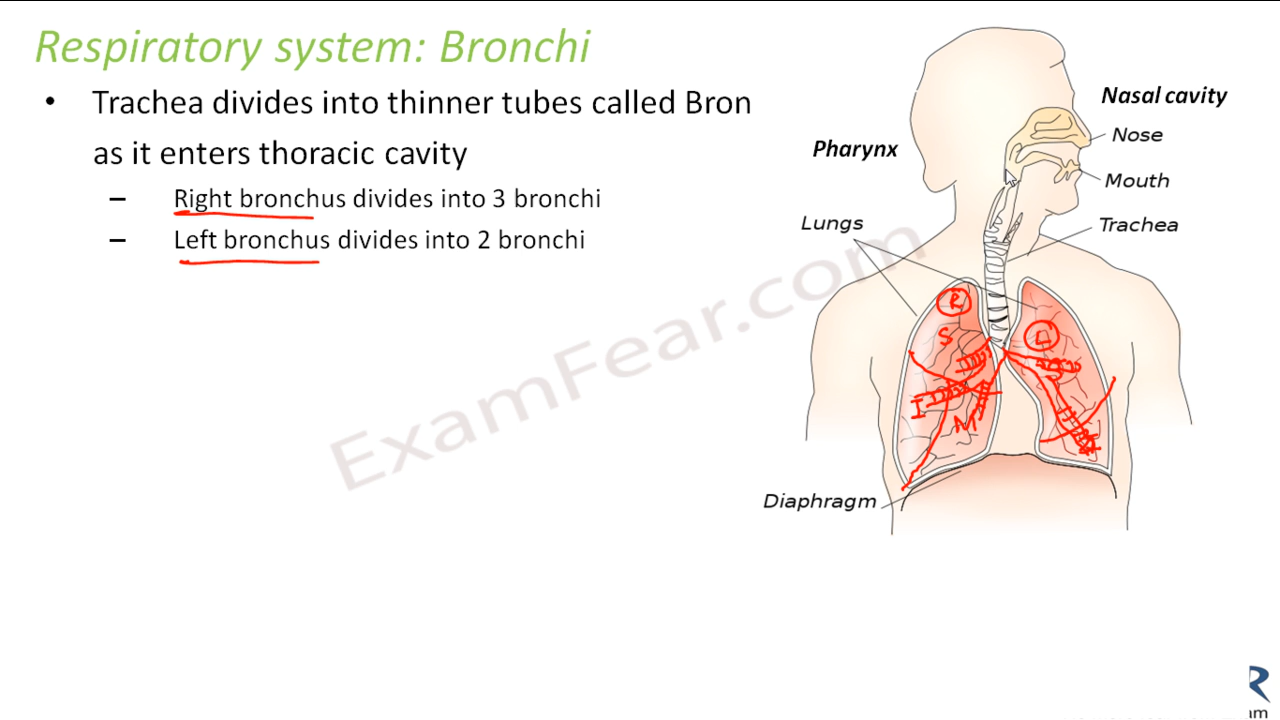 Respiratory system: Bronchi
• Trachea divides into thinner tubes called Bron
as it enters thoracic cavity
– Right bronchus divides into 3 bronchi
– Left bronchus divides into 2 bronchi
Nasal cavity
Nose
Pharynx
Mouth
Lungs
Trachea
R
L
S
I
M
Diaphragm
ExamFear.com
R